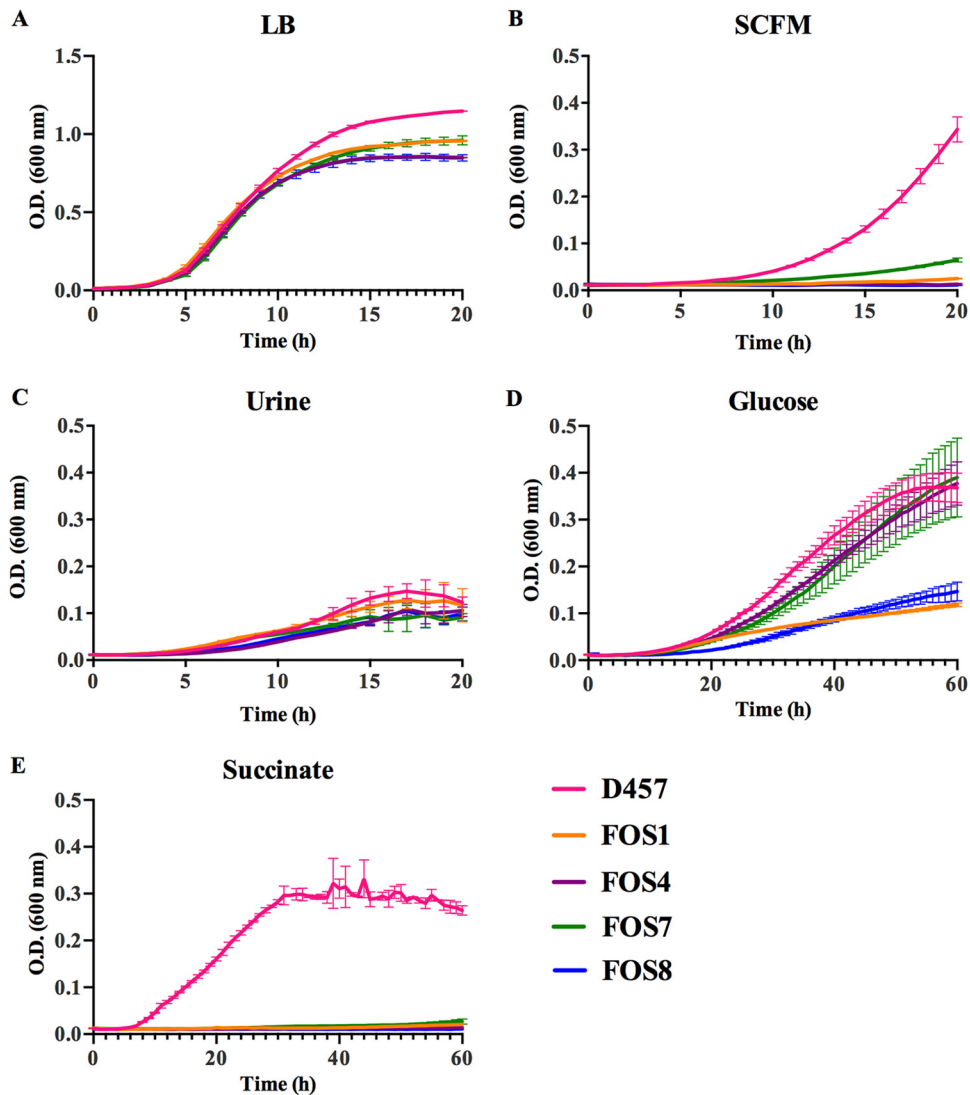 A
LB
O.D. (600 nm)
1.5
1.0
0.5
0.0
0 5 10 15 20
Time (h)
B
SCFM
O.D. (600 nm)
0.5
0.4
0.3
0.2
0.1
0.0
0 5 10 15 20
Time (h)
C
Urine
O.D. (600 nm)
0.5
0.4
0.3
0.2
0.1
0.0
0 5 10 15 20
Time (h)
D
Glucose
O.D. (600 nm)
0.5
0.4
0.3
0.2
0.1
0.0
0 20 40 60
Time (h)
E
Succinate
O.D. (600 nm)
0.5
0.4
0.3
0.2
0.1
0.0
0 20 40 60
Time (h)
D457
FOS1
FOS4
FOS7
FOS8